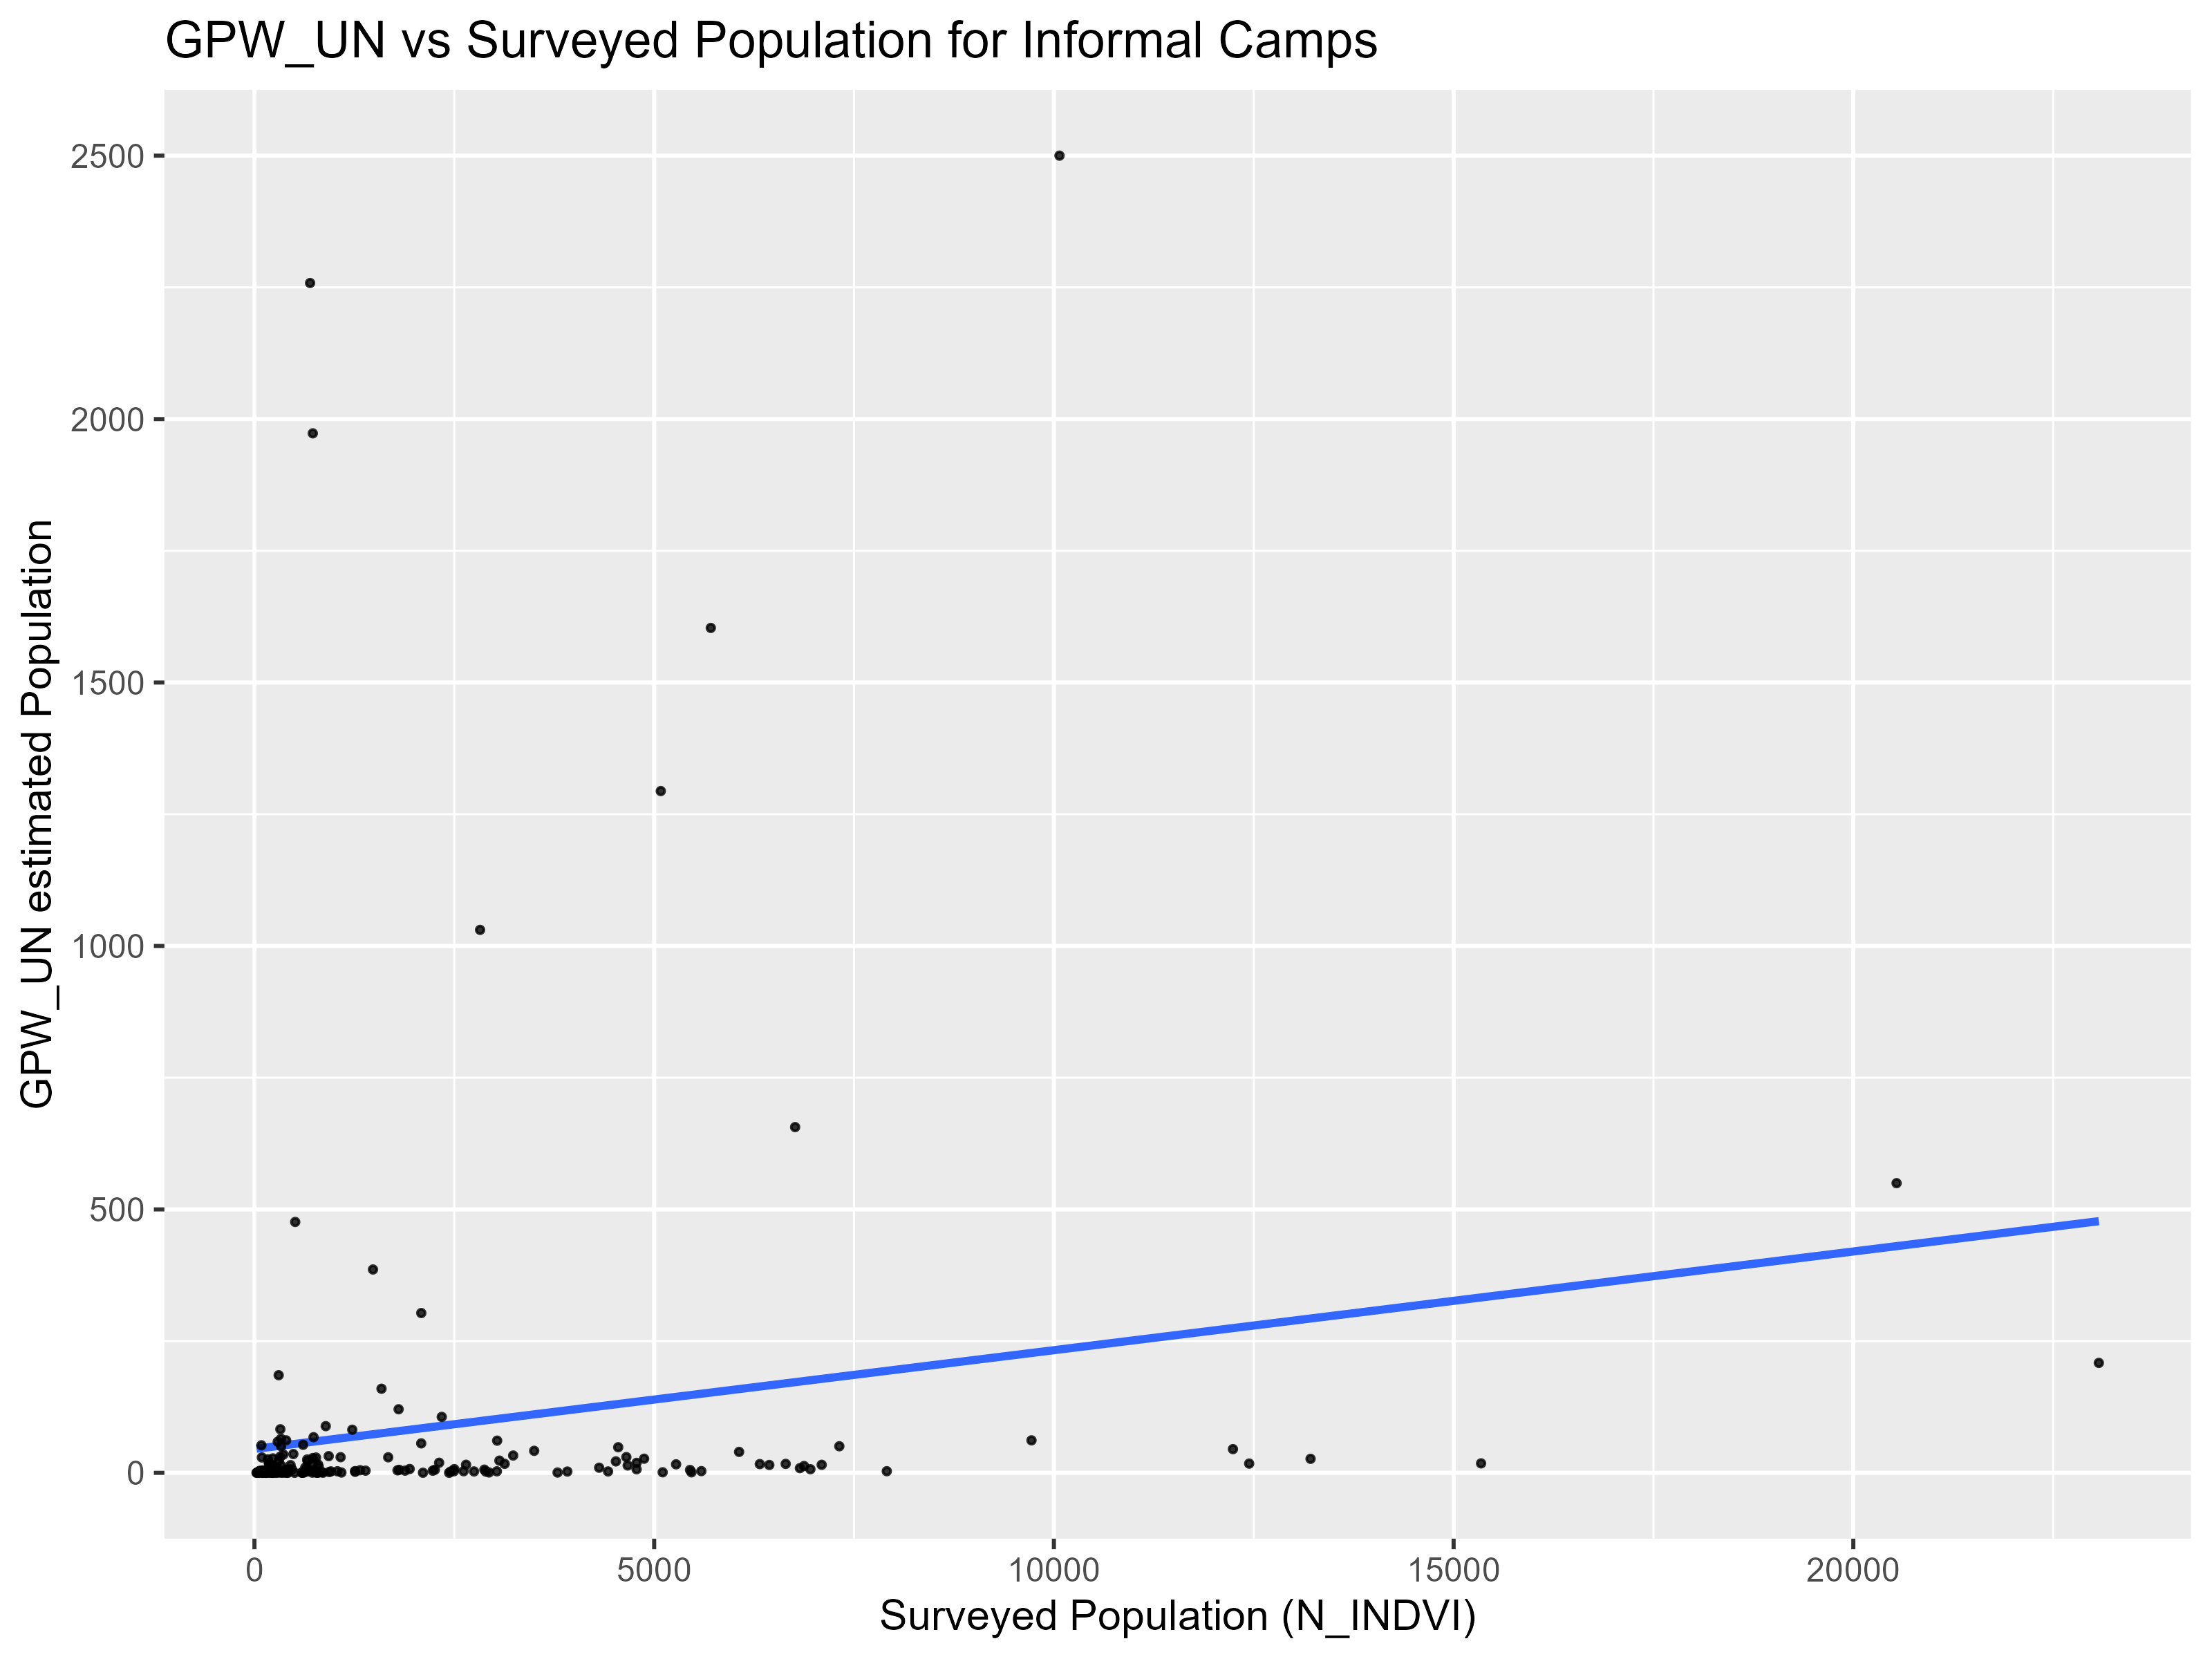 GPW_UN vs Surveyed Population for Informal Camps
GPW_UN estimated Population
2500
2000
1500
1000
500
0
0 5000 10000 15000 20000
Surveyed Population (N_INDVI)